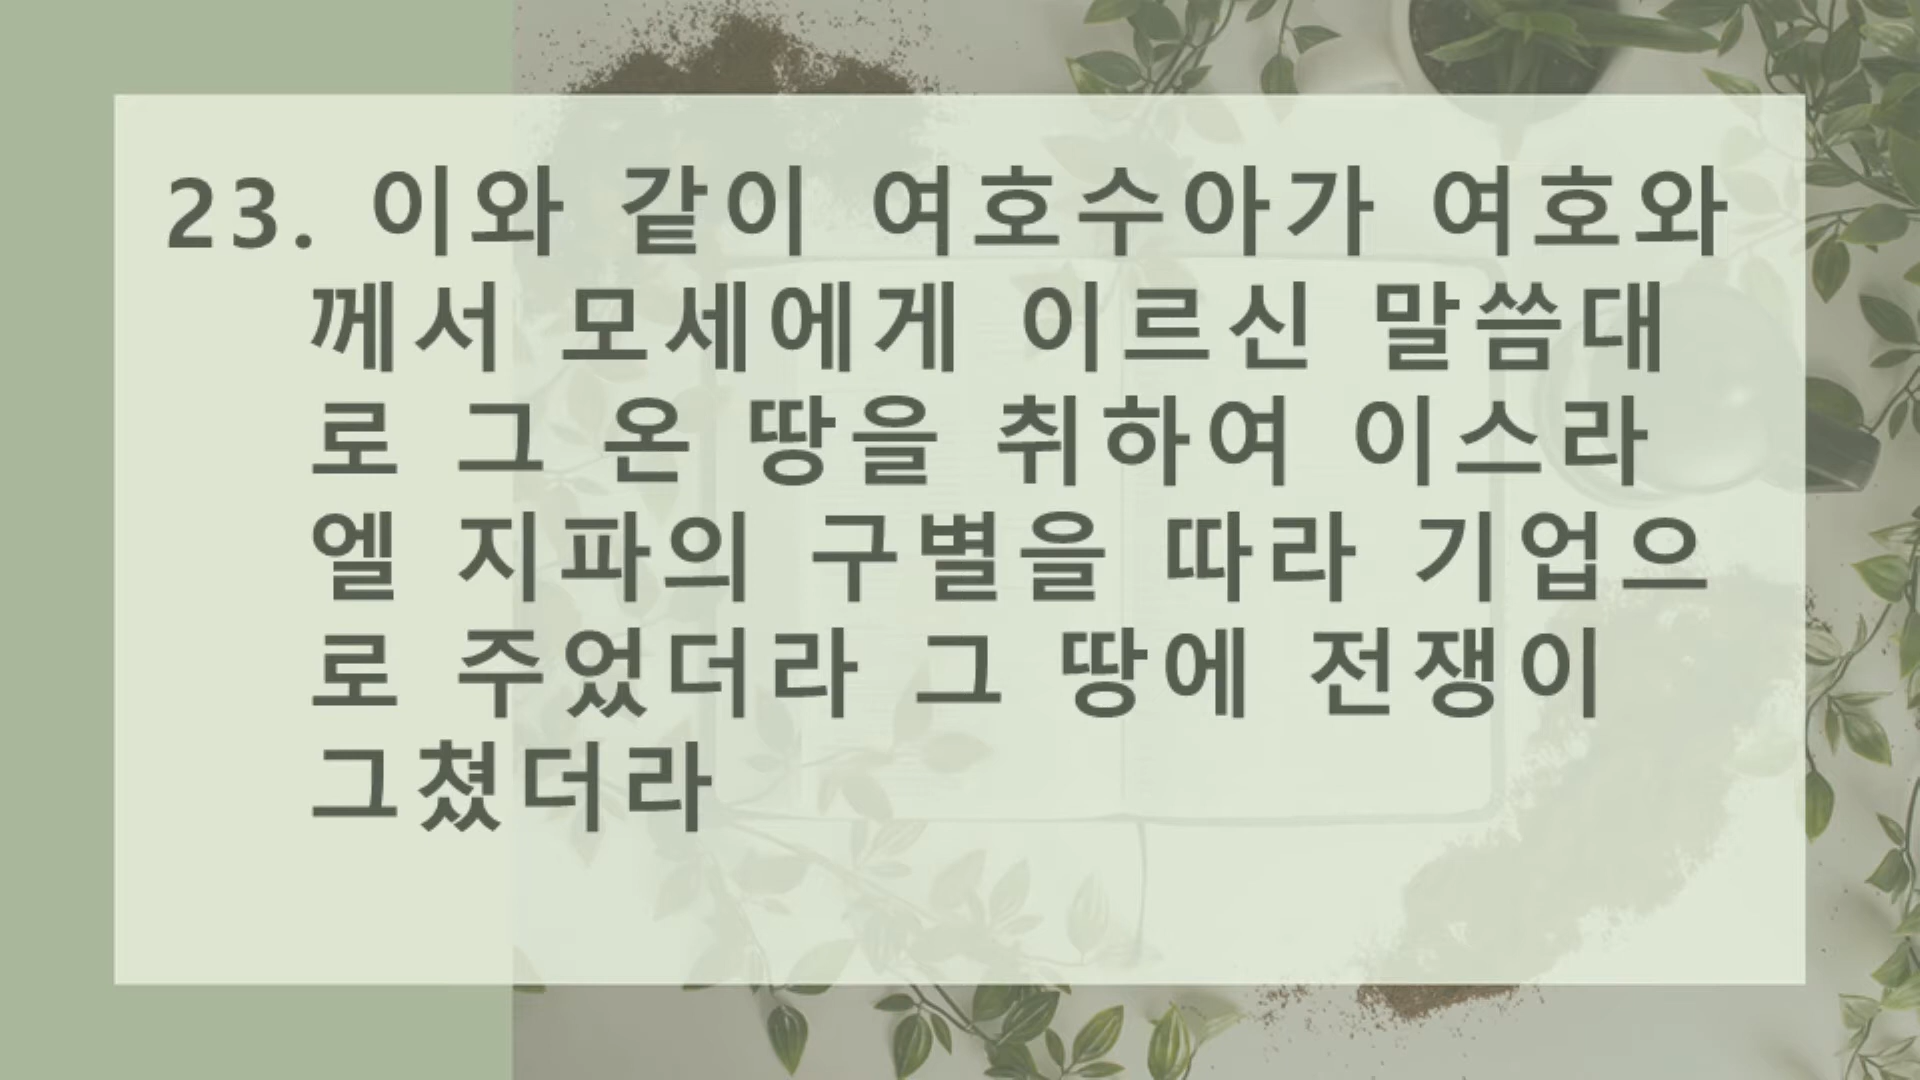 23. 이와 같이 여호수아가 여호와
께서 모세에게 이르신 말씀대
로 그 온 땅을 취하여 이스라
엘 지파의 구별을 따라 기업으
로 주었더라 그 땅에 전쟁이
그쳤더라